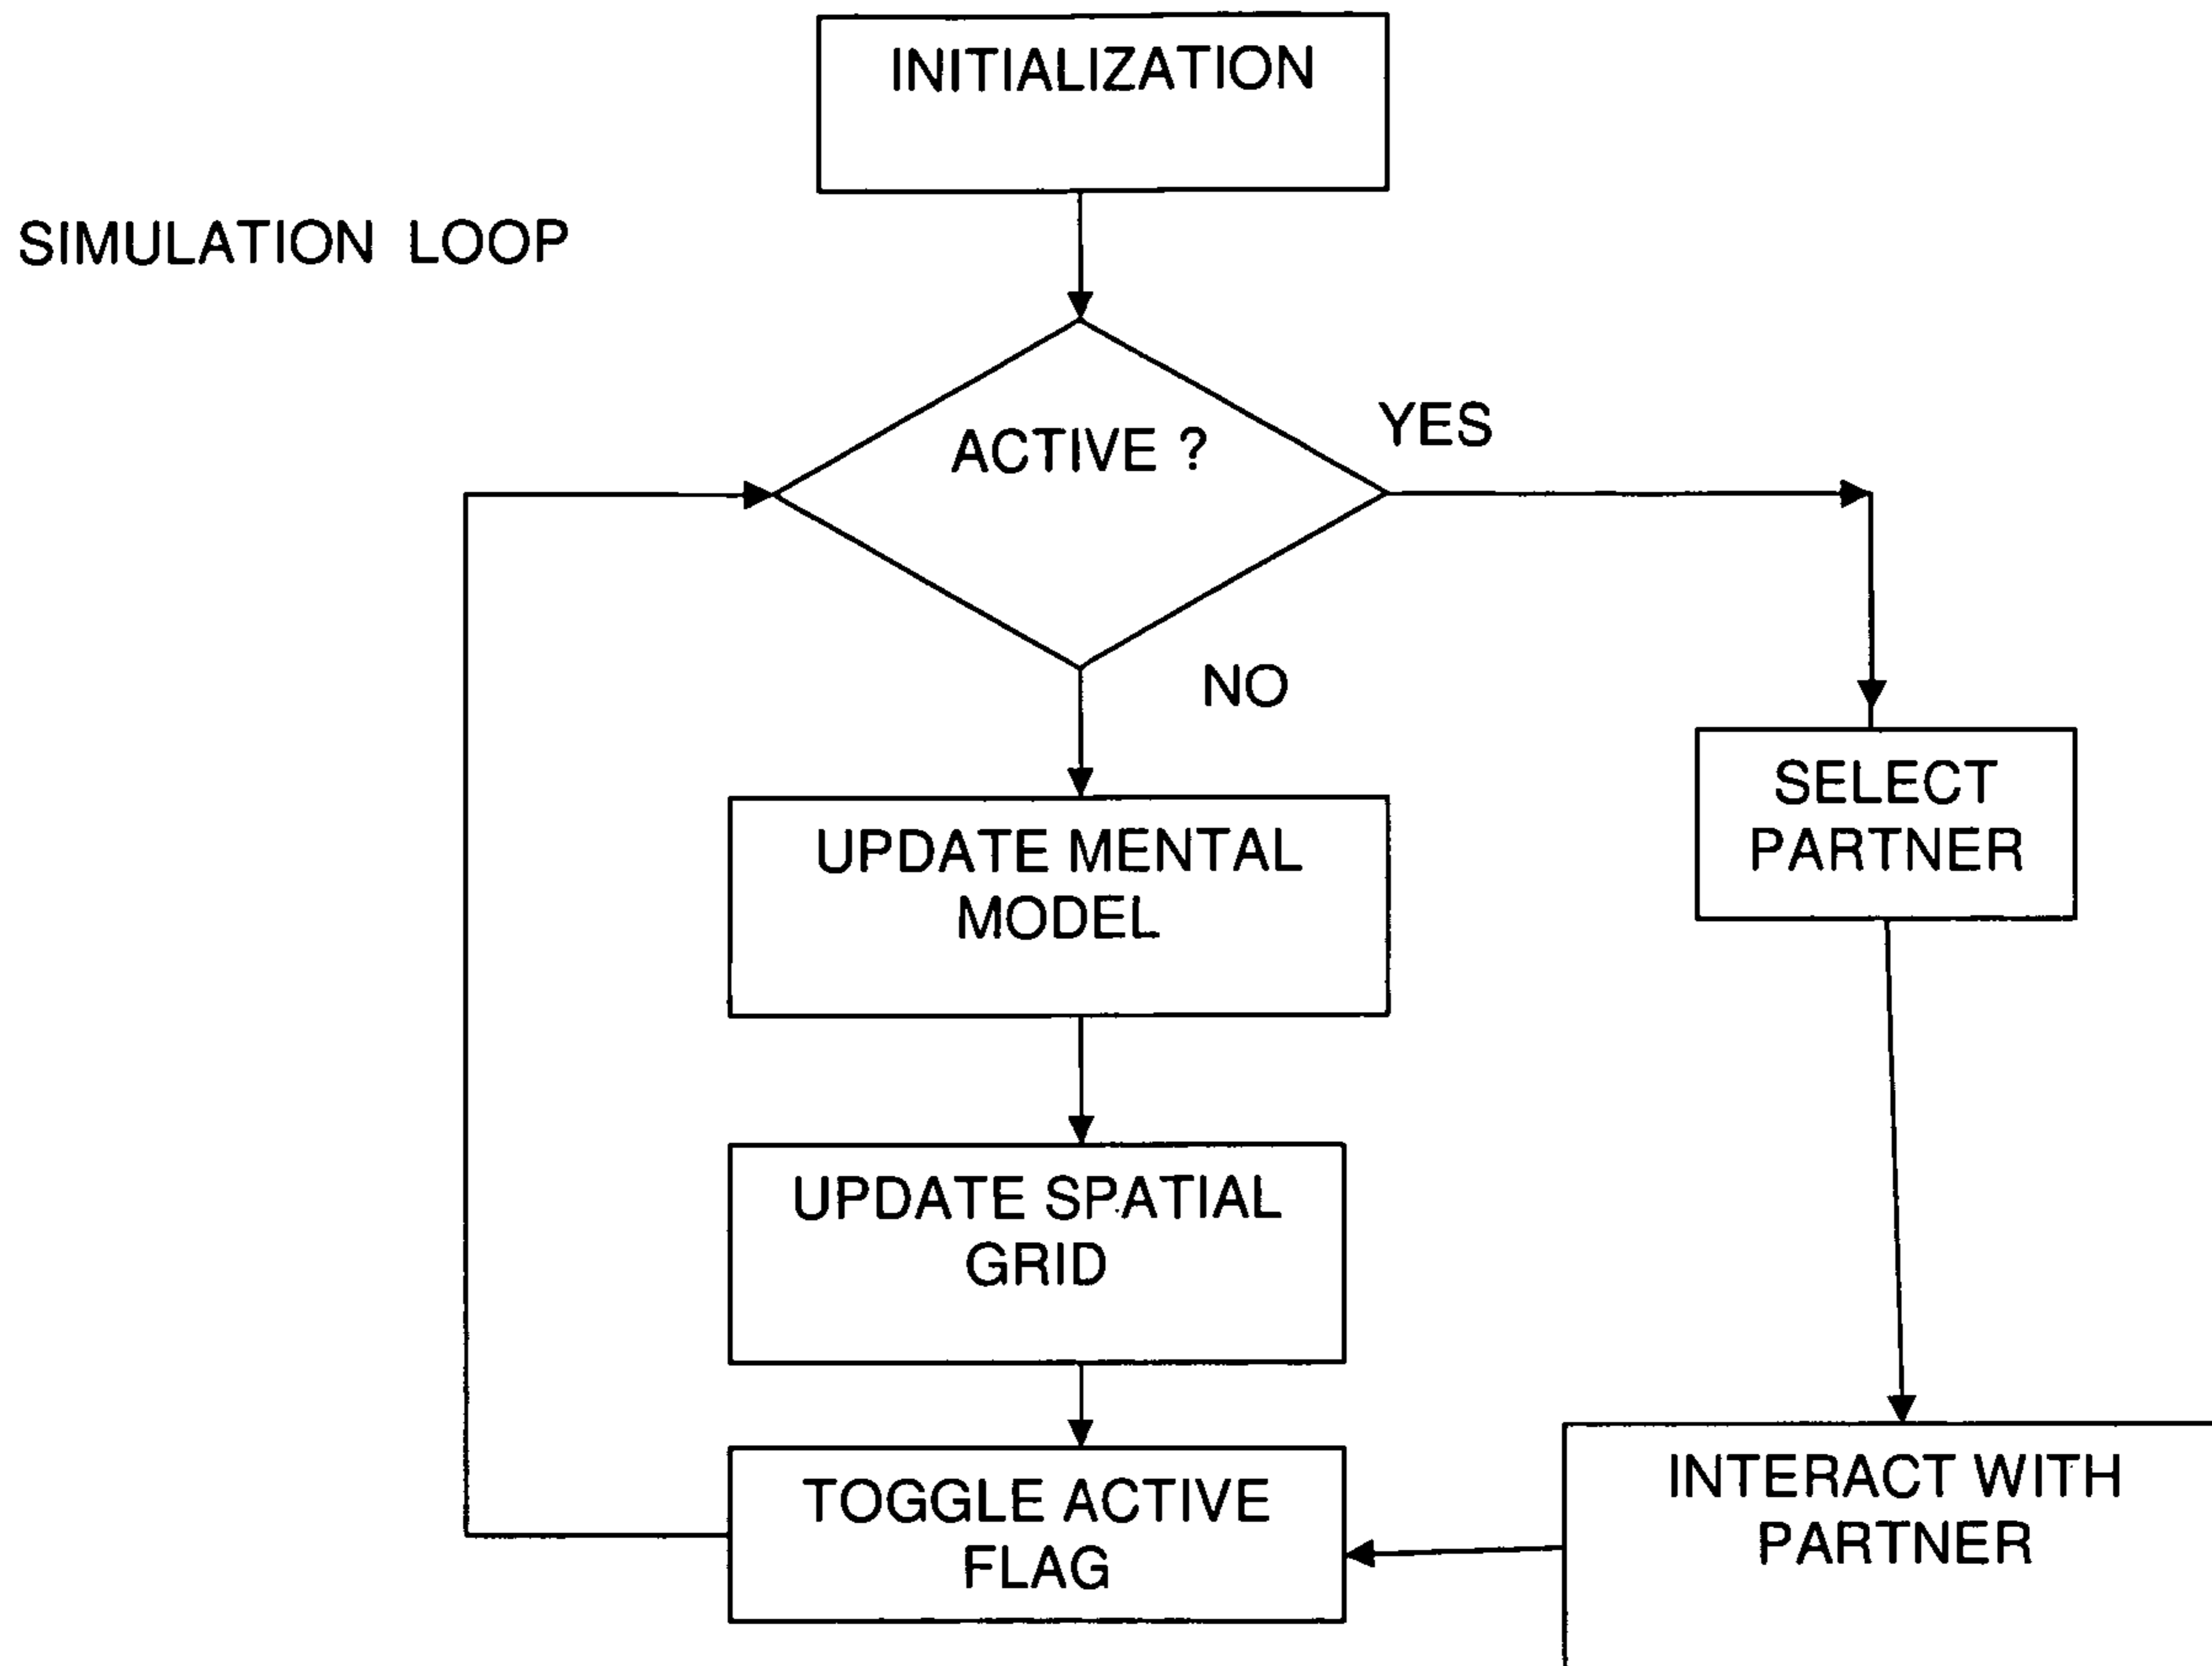 INITIALIZATION
SIMULATION LOOP
ACTIVE ?
YES
NO
UPDATE MENTAL
MODEL
SELECT
PARTNER
UPDATE SPATIAL
GRID
TOGGLE ACTIVE
FLAG
INTERACT WITH
PARTNER